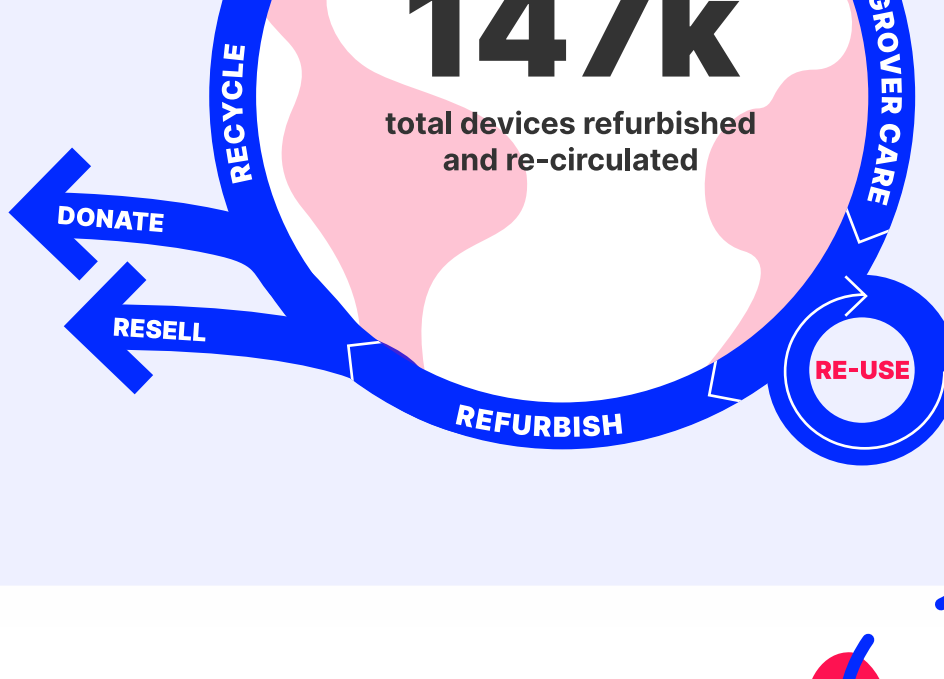 147k
total devices refurbished
and re-circulated
RECYCLE
GROVER CARE
DONATE
RESELL
RE-USE
REFURBISH